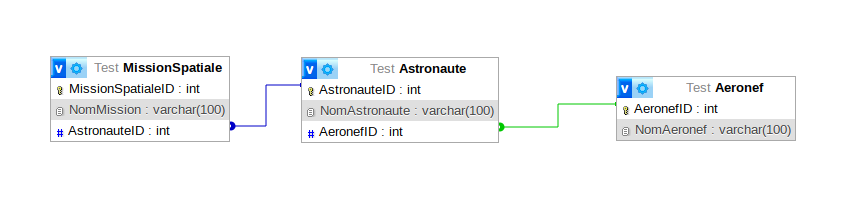 v Test MissionSpatiale
MissionSpatialeID : int
NomMission : varchar(100)
# AstronauteID : int
v Test Astronaute
AstronauteID : int
NomAstronaute : varchar(100)
# AeronefID : int
v Test Aeronef
AeronefID : int
NomAeronef : varchar(100)